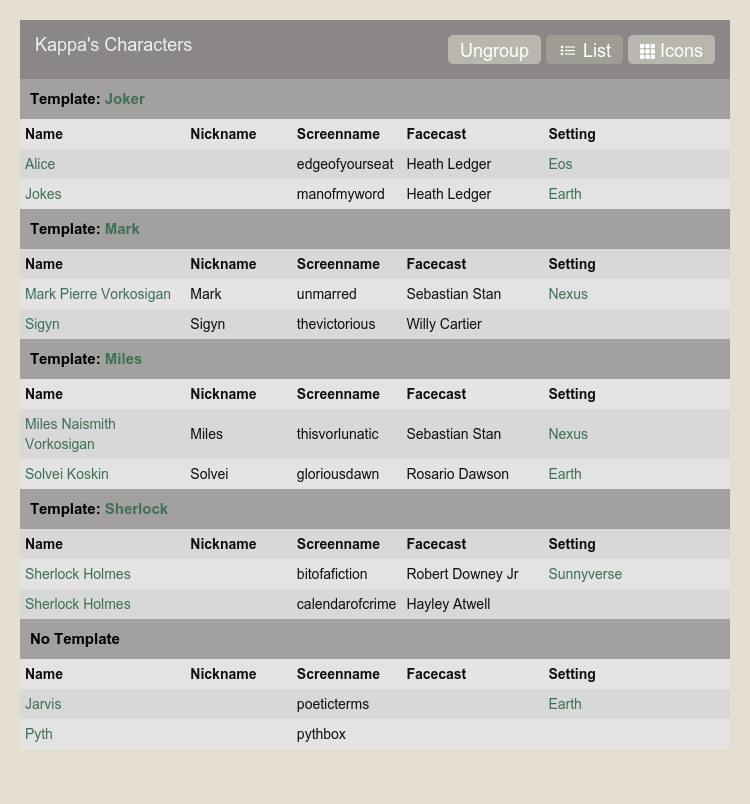 Kappa's Characters
Ungroup List Icons
Template: Joker
Name Nickname Screenname Facecast Setting
Alice edgeofyourseat Heath Ledger Eos
Jokes manofmyword Heath Ledger Earth
Template: Mark
Name Nickname Screenname Facecast Setting
Mark Pierre Vorkosigan Mark unmarred Sebastian Stan Nexus
Sigyn Sigyn thevictorious Willy Cartier
Template: Miles
Name Nickname Screenname Facecast Setting
Miles Naismith
Vorkosigan Miles thisvorlunatic Sebastian Stan Nexus
Solvei Koskin Solvei gloriousdawn Rosario Dawson Earth
Template: Sherlock
Name Nickname Screenname Facecast Setting
Sherlock Holmes bitofafiction Robert Downey Jr Sunnyverse
Sherlock Holmes calendarofcrime Hayley Atwell
No Template
Name Nickname Screenname Facecast Setting
Jarvis poeticterms Earth
Pyth pythbox